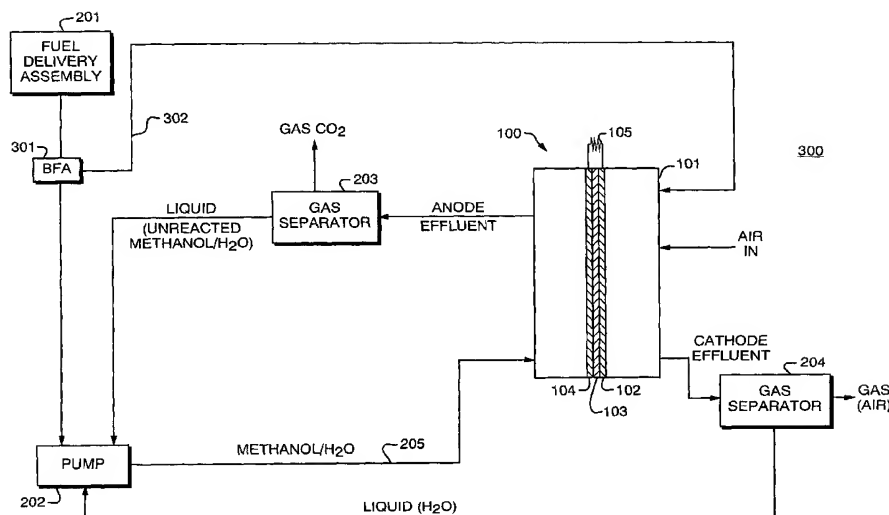 201
FUEL
DELIVERY
ASSEMBLY
302
301
BFA
GAS CO₂
100
105
101
300
203
GAS
SEPARATOR
LIQUID
(UNREACTED
METHANOL/H₂O)
ANODE
EFFLUENT
AIR
IN
CATHODE
EFFLUENT
204
GAS
SEPARATOR
GAS
(AIR)
104
102
103
METHANOL/H₂O
205
PUMP
202
LIQUID (H₂O)